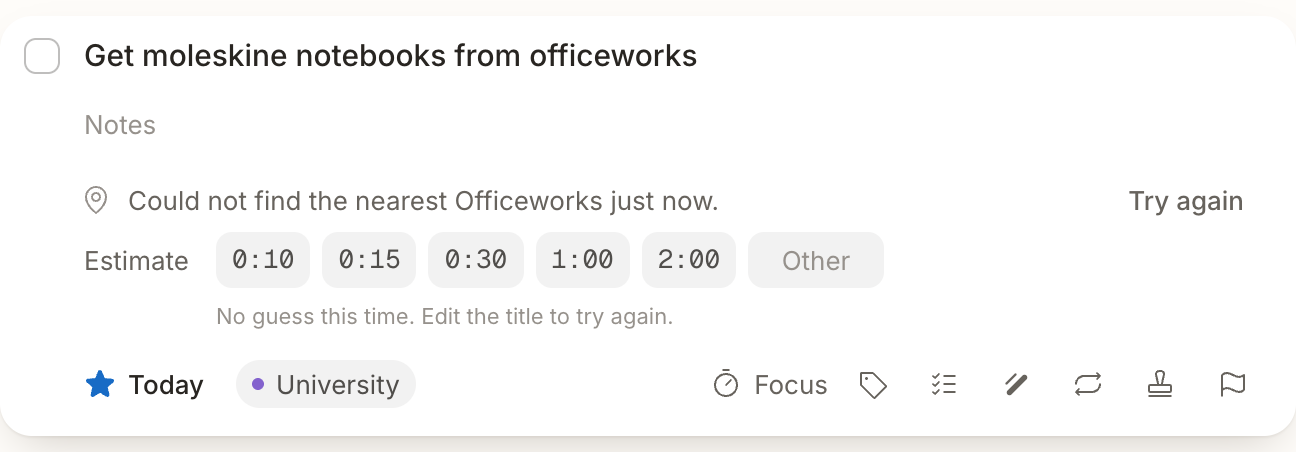 Get moleskine notebooks from officeworks
Notes
Could not find the nearest Officeworks just now. Try again
Estimate 0:10 0:15 0:30 1:00 2:00 Other
No guess this time. Edit the title to try again.
Today University Focus